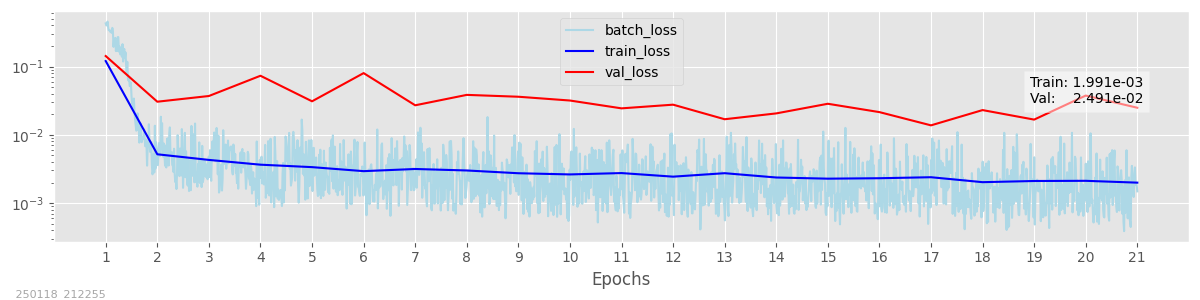 batch_loss
train_loss
val_loss
Train: 1.991e-03
Val: 2.491e-02
10⁻¹
10⁻²
10⁻³
1 2 3 4 5 6 7 8 9 10 11 12 13 14 15 16 17 18 19 20 21
Epochs
250118_212255